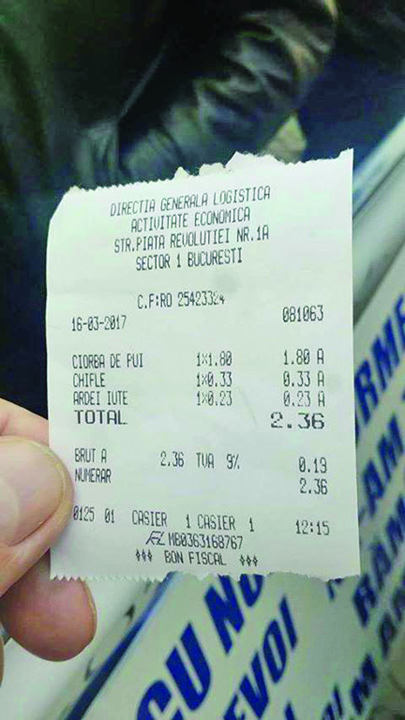 DIRECTIA GENERALA LOGISTICA
ACTIVITATE ECONOMICA
STR.PIATA REVOLUTIEI NR.1A
SECTOR 1 BUCURESTI
C.F:RO 25423324
16-03-2017 081063
CIORBA DE PUI 1X1.80 1.80 A
CHIFLE 1X0.33 0.33 A
ARDEI IUTE 1X0.23 0.23 A
TOTAL 2.36
BRUT A 2.36 TVA 9% 0.19
NUMERAR 2.36
0125 01 CASIER 1 CASIER 1 12:15
MB0363168767
*** BON FISCAL ***
CU NO
EVOI